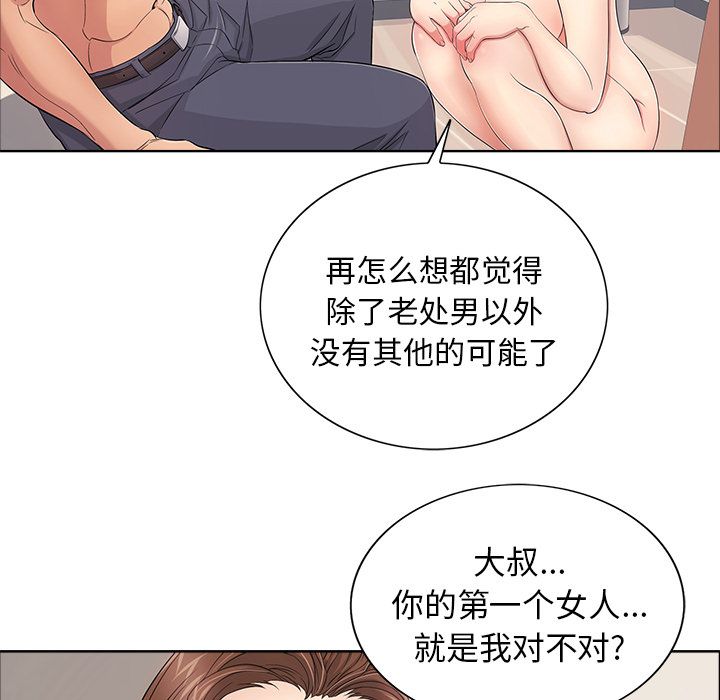 再怎么想都觉得
除了老处男以外
没有其他的可能了
大叔...
你的第一个女人...
就是我对不对?